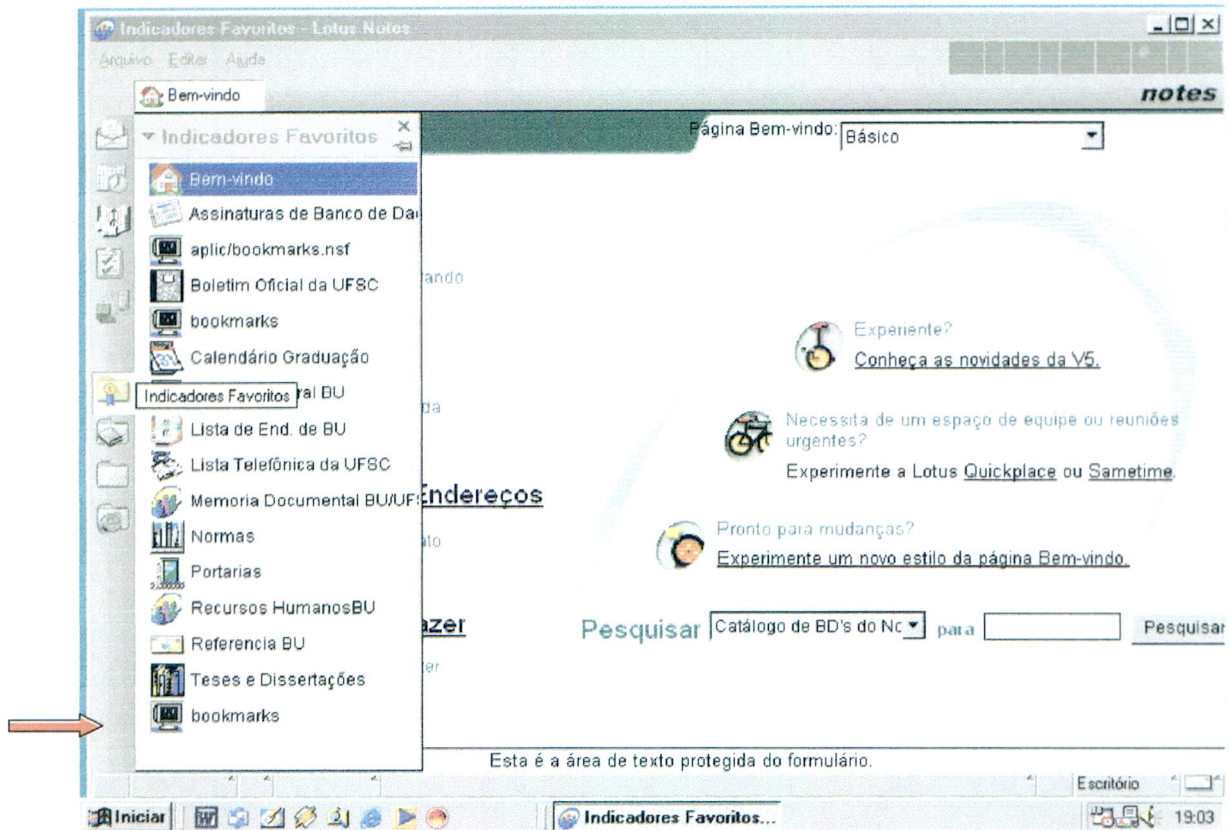 Indicadores Favoritos - Lotus Notes
Arquivo Editar Ajuda
Bem-vindo
notes
Indicadores Favoritos
Página Bem-vindo: Básico
Bem-vindo
Assinaturas de Banco de Da
aplic/bookmarks.nsf
Boletim Oficial da UFSC
bookmarks
Calendário Graduação
Indicadores Favoritos
ral BU
Lista de End. de BU
Lista Telefônica da UFSC
Memoria Documental BU/UF
Normas
Portarias
Recursos HumanosBU
Referencia BU
Teses e Dissertações
bookmarks
Endereços
Experiente?
Conheça as novidades da V5.
Necessita de um espaço de equipe ou reuniões
urgentes?
Experimente a Lotus Quickplace ou Sametime.
Pronto para mudanças?
Experimente um novo estilo da página Bem-vindo.
Pesquisar Catálogo de BD's do Nc para Pesquisar
Esta é a área de texto protegida do formulário.
Escritório
Iniciar
Indicadores Favoritos...
19:03